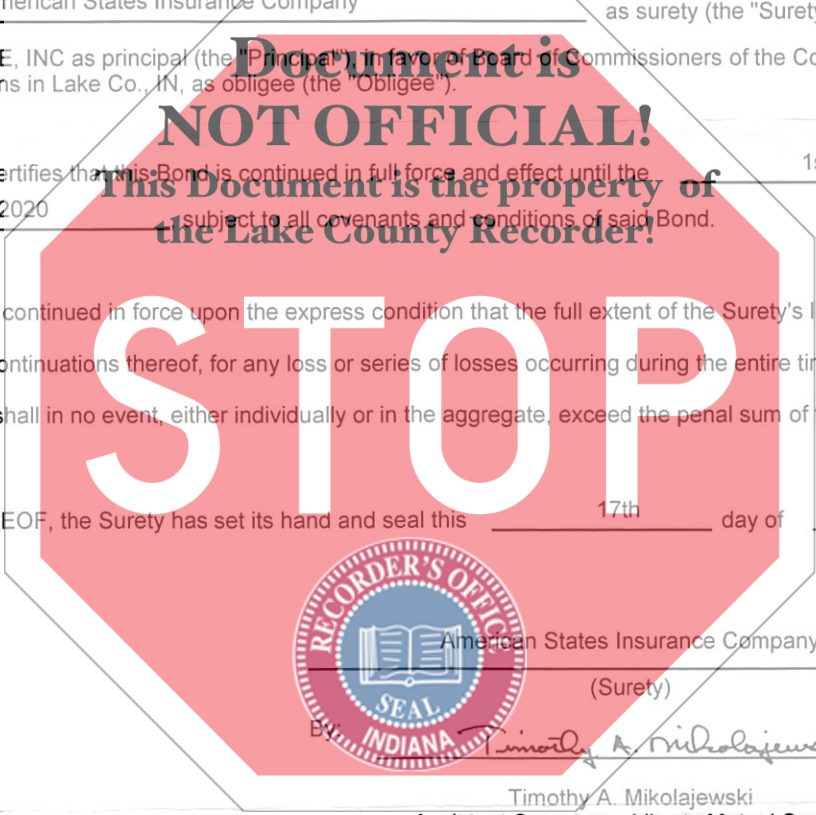 merican States Insurance Company
as surety (the "Surety
E, INC as principal (the "Principal"), in favor of Board of Commissioners of the Co
ns in Lake Co., IN, as obligee (the "Obligee").
Document is
NOT OFFICIAL!
This Document is the property of
the Lake County Recorder!
ertifies that this Bond is continued in full force and effect until the 1s
2020 subject to all covenants and conditions of said Bond.
continued in force upon the express condition that the full extent of the Surety's l
ontinuations thereof, for any loss or series of losses occurring during the entire tim
shall in no event, either individually or in the aggregate, exceed the penal sum of
STOP
EOF, the Surety has set its hand and seal this 17th day of
RECORDER'S OFFICE
SEAL
INDIANA
American States Insurance Company
(Surety)
By: Timothy A. Mikolajews
Timothy A. Mikolajewski